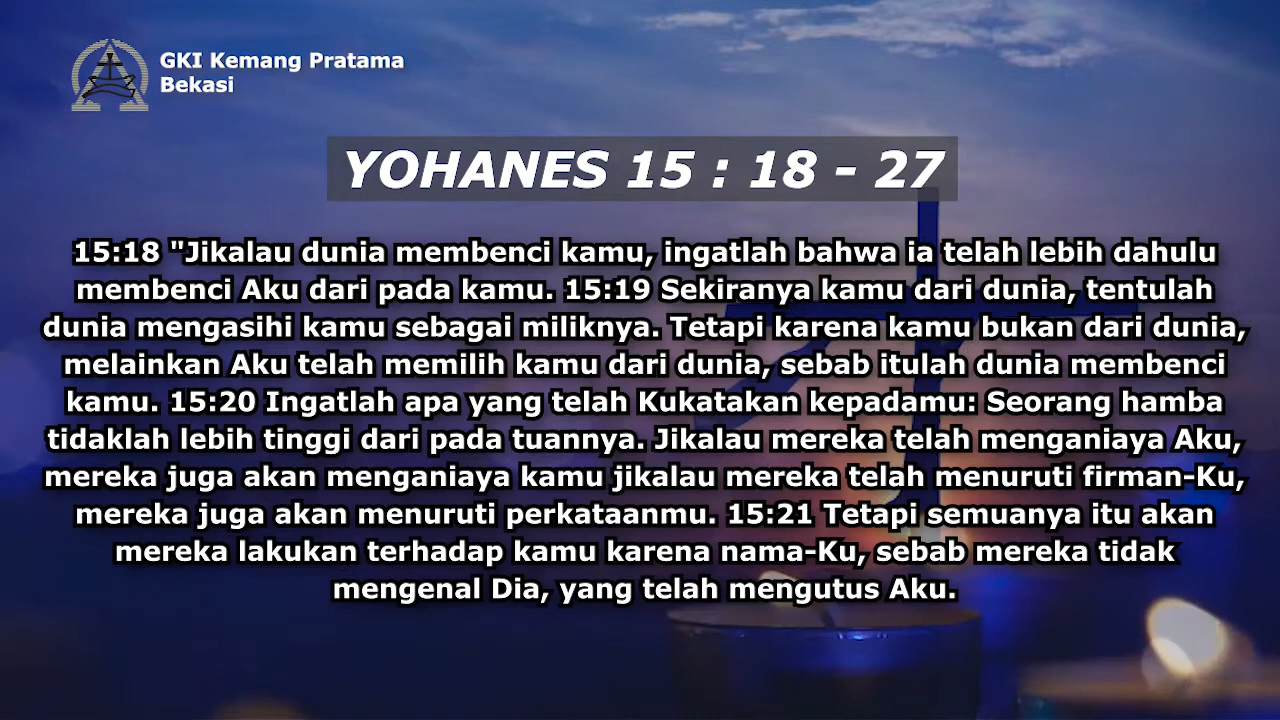 GKI Kemang Pratama
Bekasi
YOHANES 15 : 18 - 27
15:18 "Jikalau dunia membenci kamu, ingatlah bahwa ia telah lebih dahulu
membenci Aku dari pada kamu. 15:19 Sekiranya kamu dari dunia, tentulah
dunia mengasihi kamu sebagai miliknya. Tetapi karena kamu bukan dari dunia,
melainkan Aku telah memilih kamu dari dunia, sebab itulah dunia membenci
kamu. 15:20 Ingatlah apa yang telah Kukatakan kepadamu: Seorang hamba
tidaklah lebih tinggi dari pada tuannya. Jikalau mereka telah menganiaya Aku,
mereka juga akan menganiaya kamu jikalau mereka telah menuruti firman-Ku,
mereka juga akan menuruti perkataanmu. 15:21 Tetapi semuanya itu akan
mereka lakukan terhadap kamu karena nama-Ku, sebab mereka tidak
mengenal Dia, yang telah mengutus Aku.